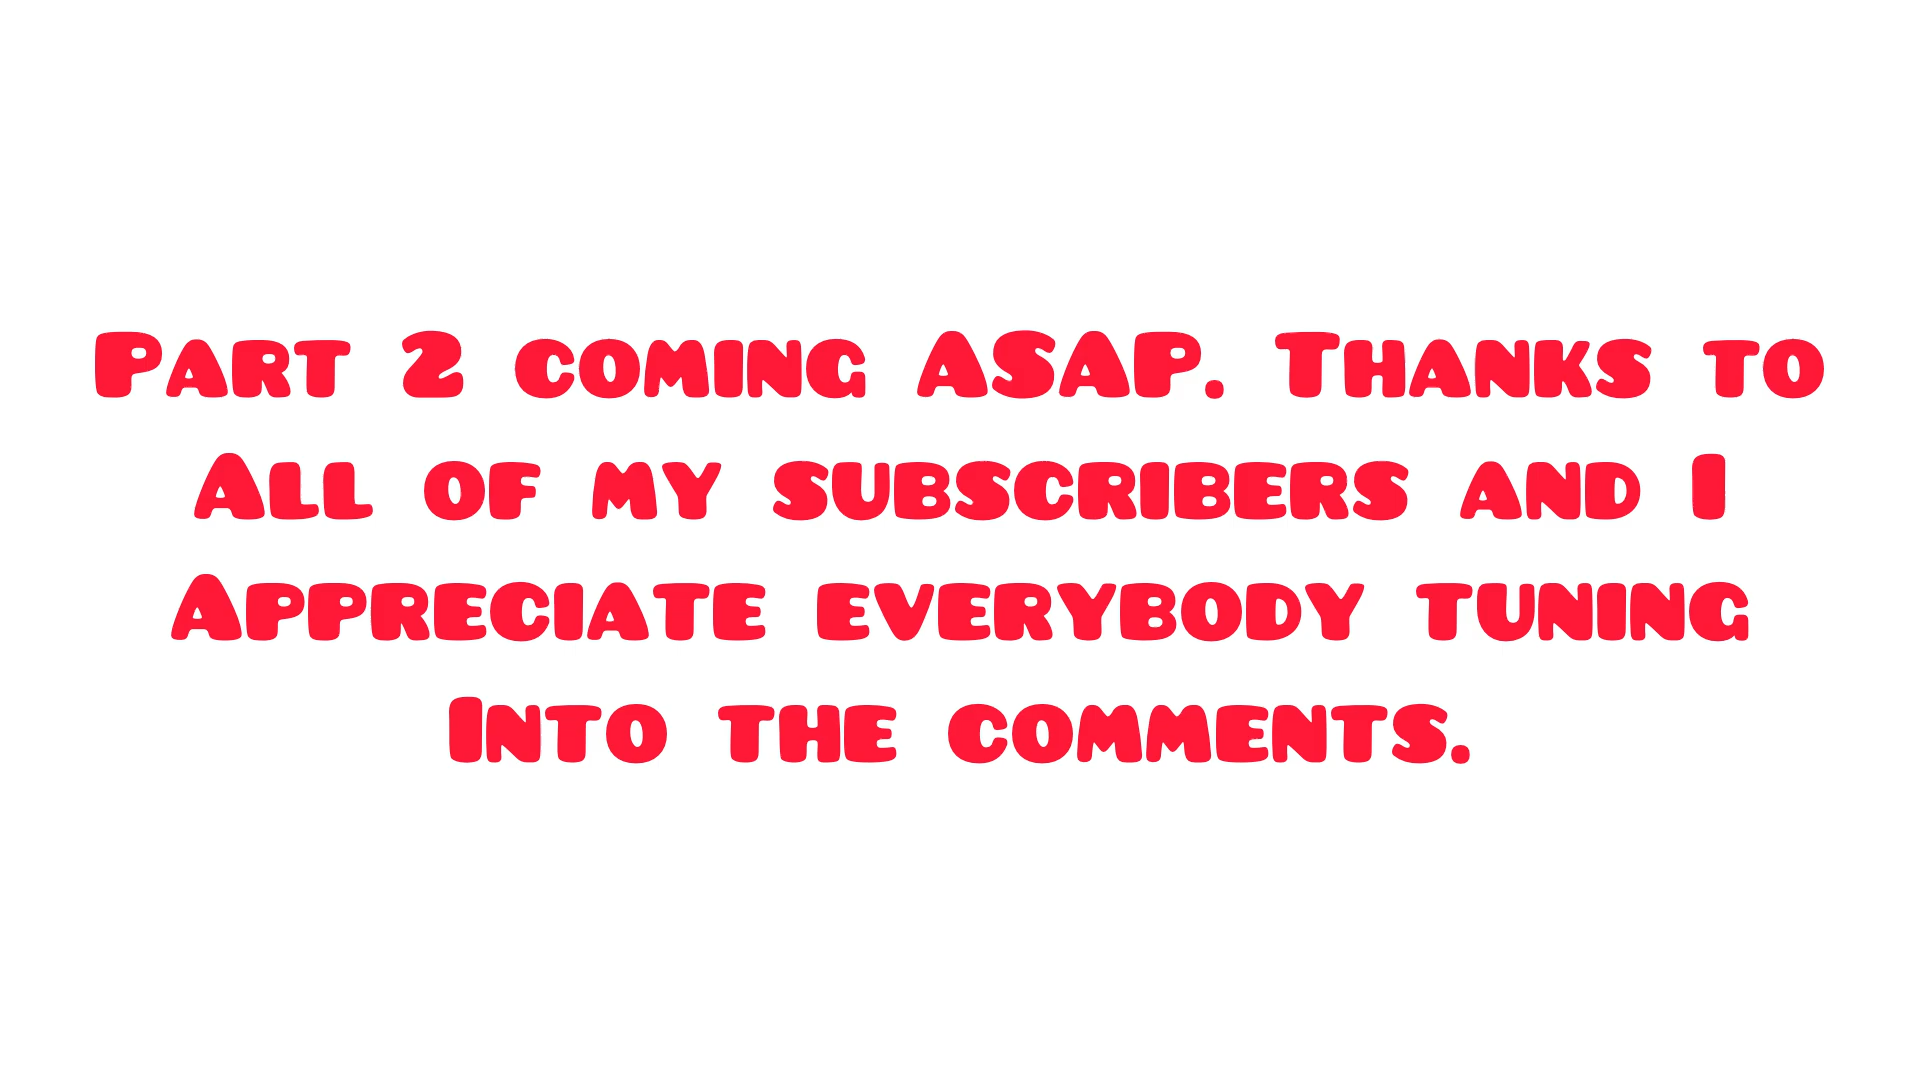 Part 2 coming ASAP. Thanks to
All of my subscribers and I
Appreciate everybody tuning
Into the comments.